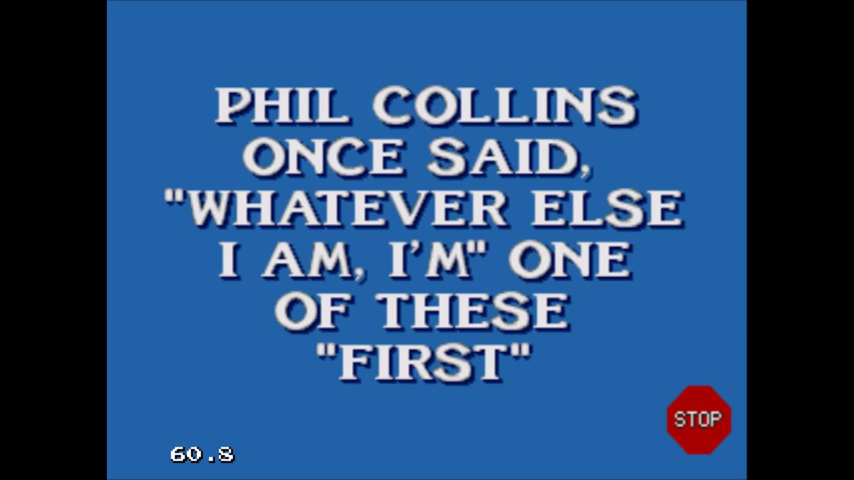 PHIL COLLINS
ONCE SAID,
"WHATEVER ELSE
I AM, I'M" ONE
OF THESE
"FIRST"
STOP
60.8